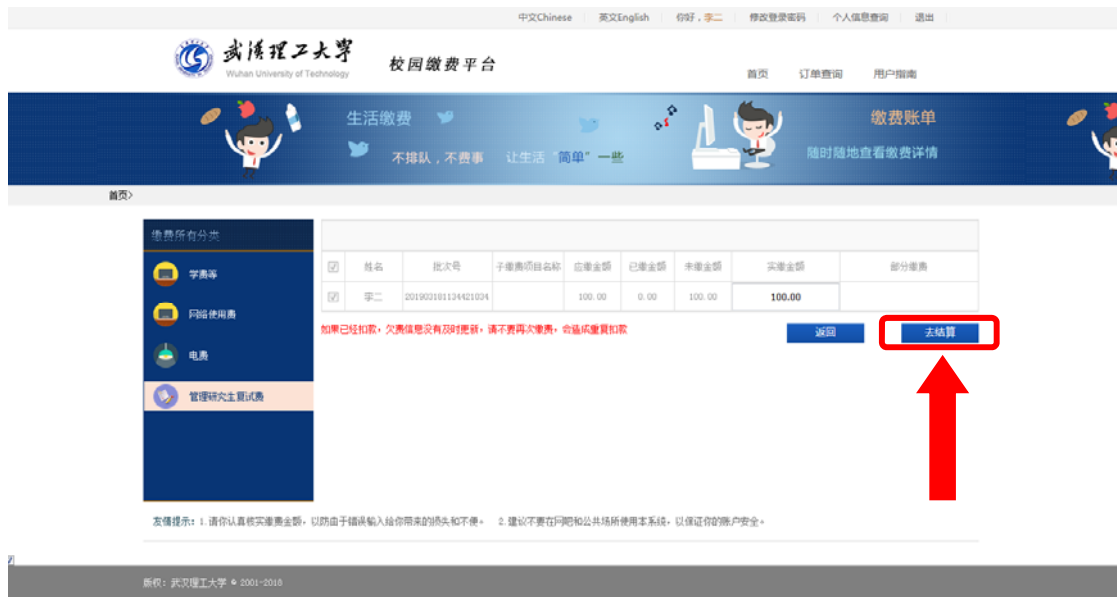 中文Chinese 英文English 你好，李二 修改登录密码 个人信息查询 退出
武汉理工大学
Wuhan University of Technology
校园缴费平台
首页 订单查询 用户指南
生活缴费
不排队，不费事 让生活“简单”一些
缴费账单
随时随地查看缴费详情
首页>
缴费所有分类
学费等
网络使用费
电费
管理研究生复试费
姓名 批次号 子缴费项目名称 应缴金额 已缴金额 未缴金额 实缴金额 部分缴费
李二 201903181134421034 100.00 0.00 100.00 100.00
如果已经扣款，欠费信息没有及时更新，请不要再次缴费，会造成重复扣款
返回 去结算
友情提示：1.请你认真核实缴费金额，以防由于错误输入给你带来的损失和不便。 2.建议不要在网吧和公共场所使用本系统，以保证你的账户安全。
版权：武汉理工大学 © 2001-2018